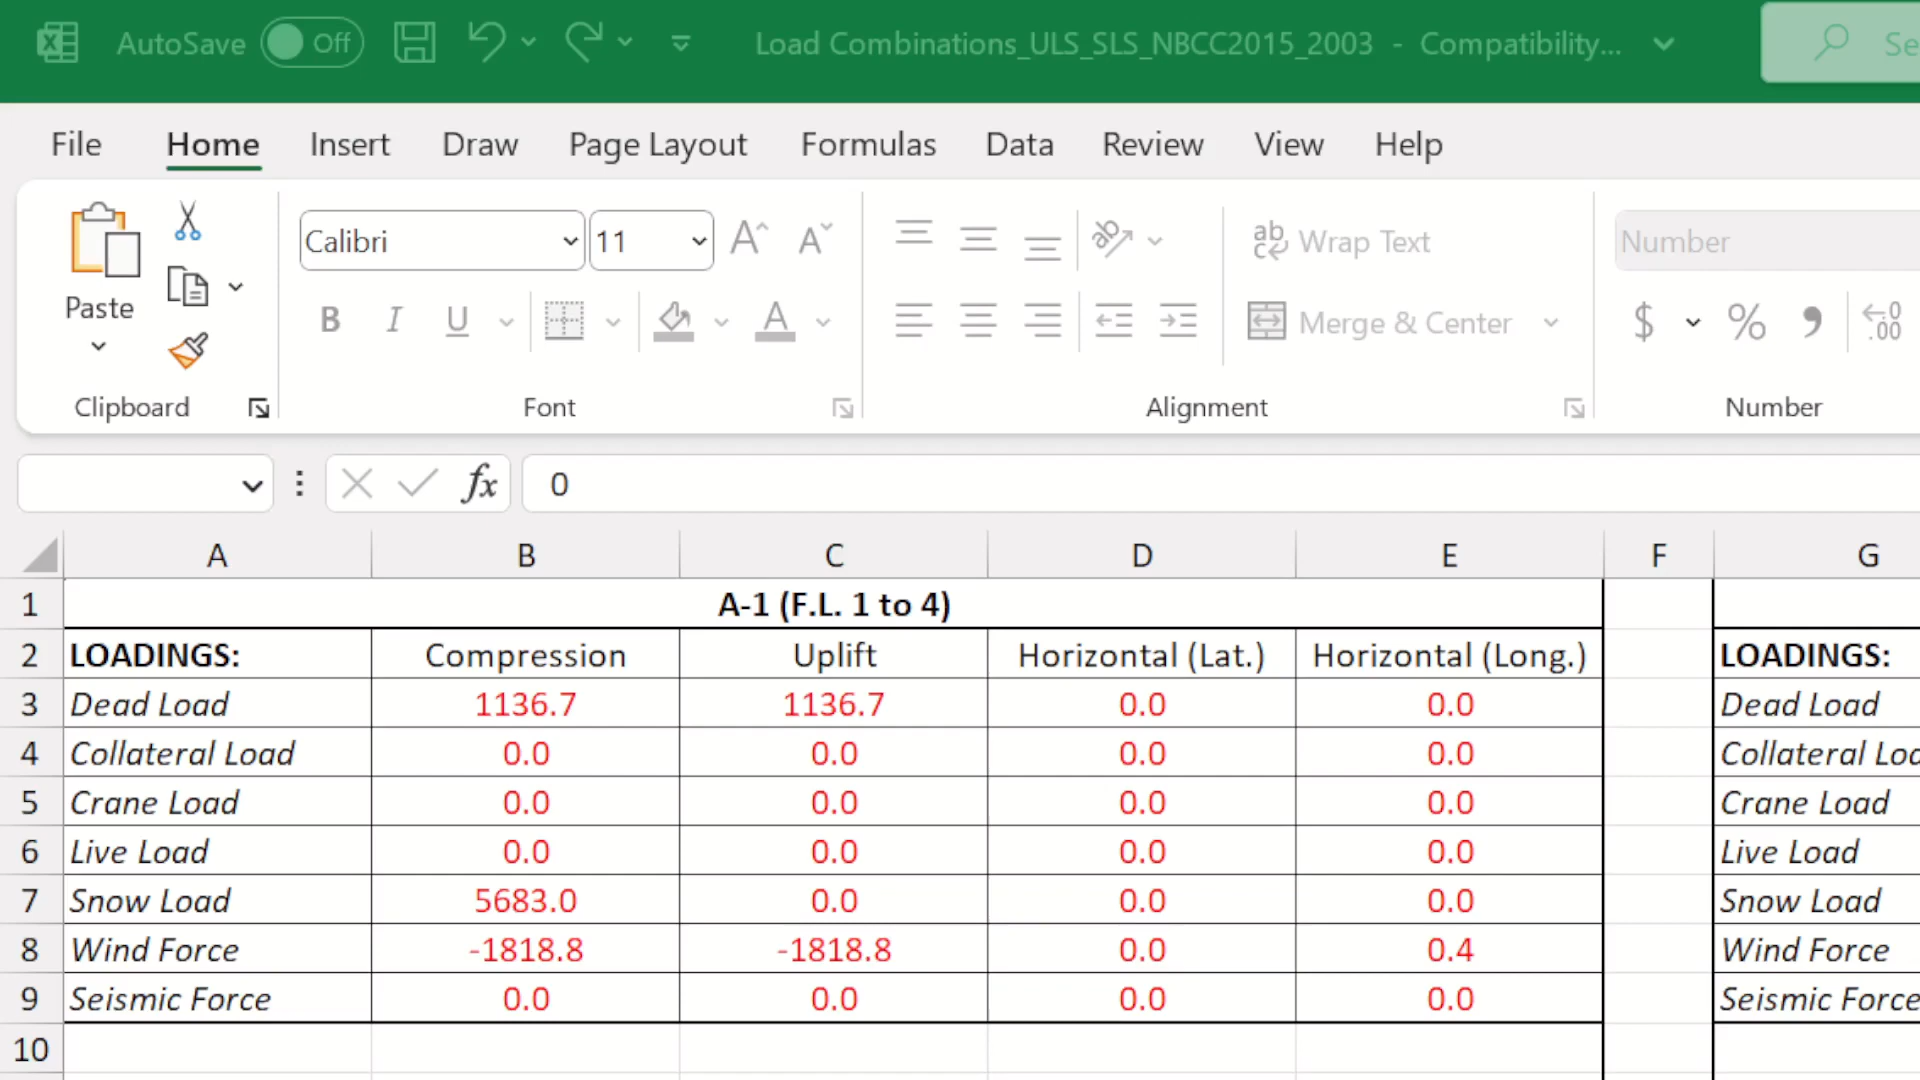 AutoSave Off Load Combinations_ULS_SLS_NBCC2015_2003 - Compatibility...
File Home Insert Draw Page Layout Formulas Data Review View Help
Paste Calibri 11 Wrap Text Number
B I U Merge & Center $ %
Clipboard Font Alignment Number
fx 0
A B C D E F G
1 A-1 (F.L. 1 to 4)
2 LOADINGS: Compression Uplift Horizontal (Lat.) Horizontal (Long.) LOADINGS:
3 Dead Load 1136.7 1136.7 0.0 0.0 Dead Load
4 Collateral Load 0.0 0.0 0.0 0.0 Collateral
5 Crane Load 0.0 0.0 0.0 0.0 Crane Load
6 Live Load 0.0 0.0 0.0 0.0 Live Load
7 Snow Load 5683.0 0.0 0.0 0.0 Snow Load
8 Wind Force -1818.8 -1818.8 0.0 0.4 Wind Force
9 Seismic Force 0.0 0.0 0.0 0.0 Seismic Force
10